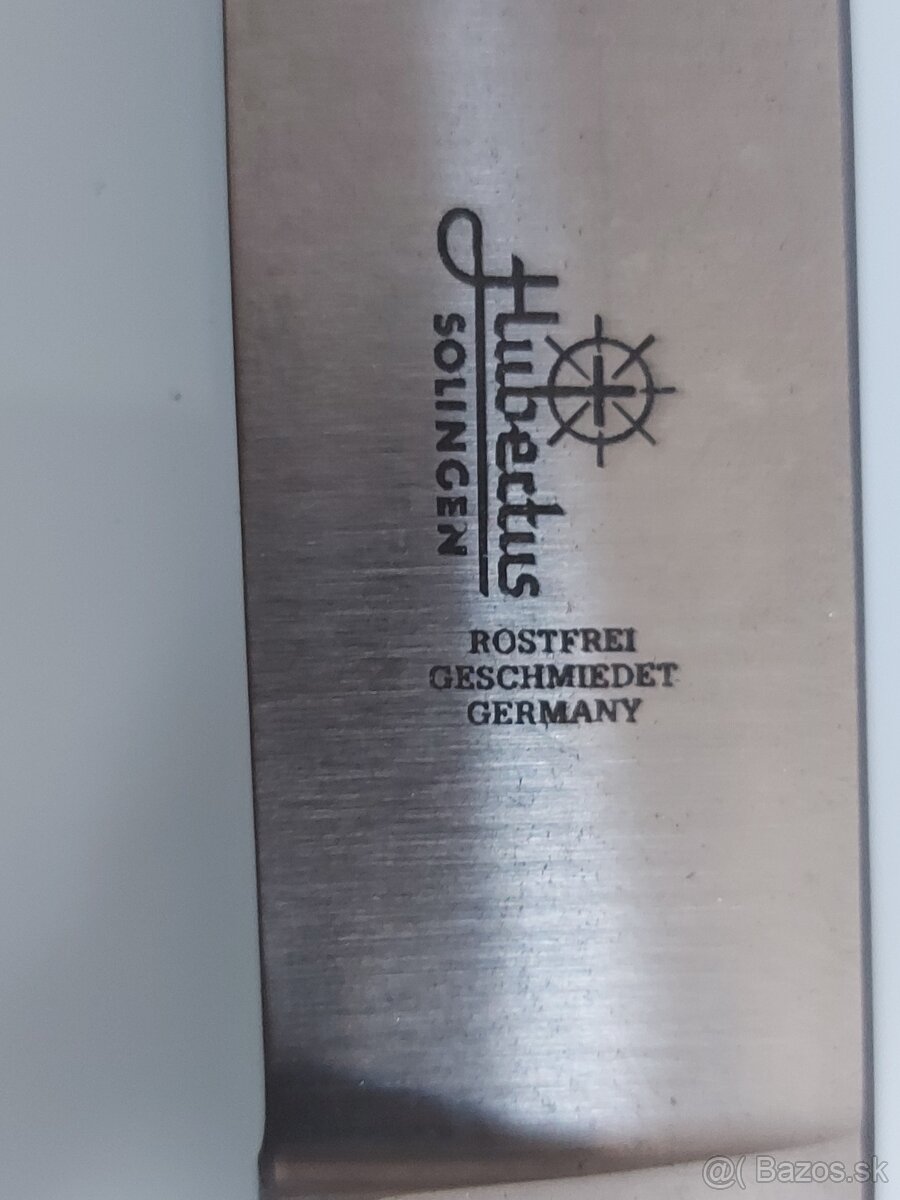 Hubertus
SOLINGEN
ROSTFREI
GESCHMIEDET
GERMANY
@( Bazos.sk